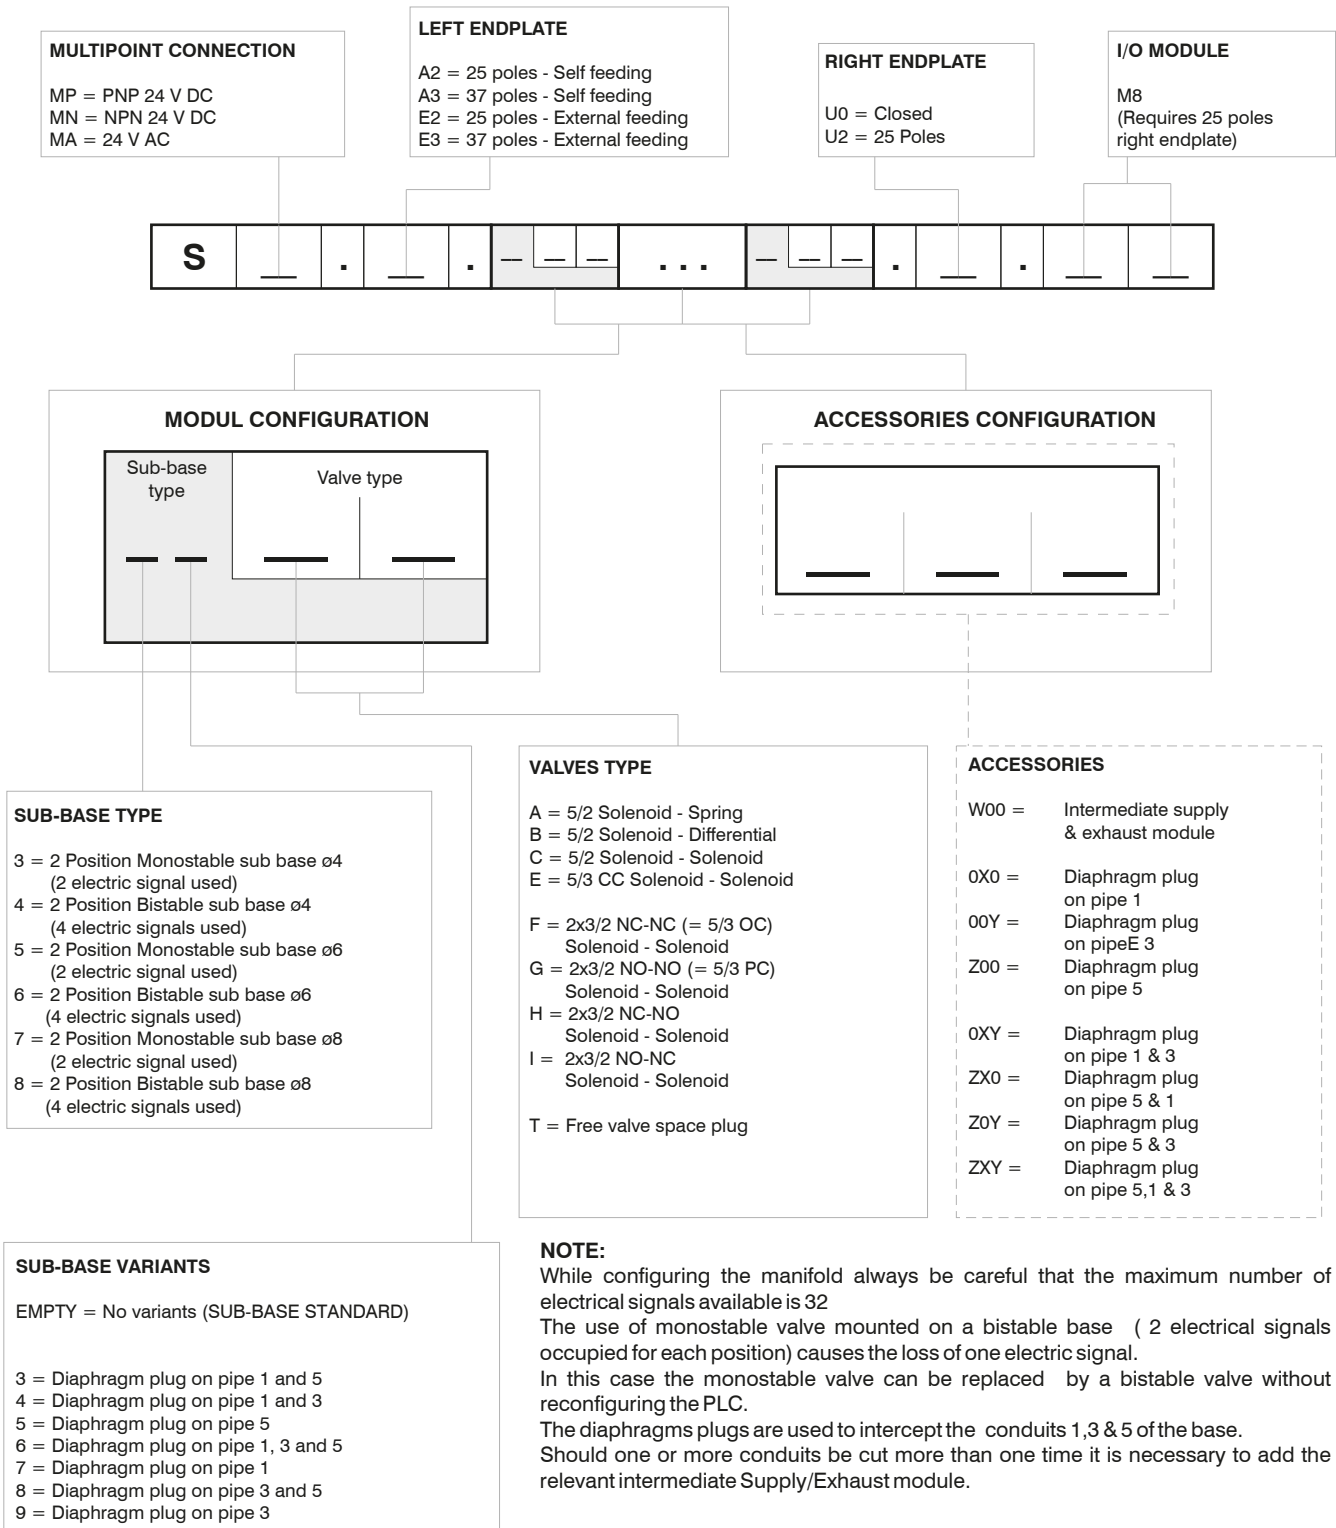 MULTIPOINT CONNECTION
MP = PNP 24 V DC
MN = NPN 24 V DC
MA = 24 V AC
LEFT ENDPLATE
A2 = 25 poles - Self feeding
A3 = 37 poles - Self feeding
E2 = 25 poles - External feeding
E3 = 37 poles - External feeding
RIGHT ENDPLATE
U0 = Closed
U2 = 25 Poles
I/O MODULE
M8
(Requires 25 poles
right endplate)
S __ . __ . __ __ __ . . . __ __ __ . __ . __ __
MODUL CONFIGURATION
Sub-base
type
Valve type
ACCESSORIES CONFIGURATION
SUB-BASE TYPE
3 = 2 Position Monostable sub base ø4
(2 electric signal used)
4 = 2 Position Bistable sub base ø4
(4 electric signals used)
5 = 2 Position Monostable sub base ø6
(2 electric signal used)
6 = 2 Position Bistable sub base ø6
(4 electric signals used)
7 = 2 Position Monostable sub base ø8
(2 electric signal used)
8 = 2 Position Bistable sub base ø8
(4 electric signals used)
VALVES TYPE
A = 5/2 Solenoid - Spring
B = 5/2 Solenoid - Differential
C = 5/2 Solenoid - Solenoid
E = 5/3 CC Solenoid - Solenoid
F = 2x3/2 NC-NC (= 5/3 OC)
Solenoid - Solenoid
G = 2x3/2 NO-NO (= 5/3 PC)
Solenoid - Solenoid
H = 2x3/2 NC-NO
Solenoid - Solenoid
I = 2x3/2 NO-NC
Solenoid - Solenoid
T = Free valve space plug
ACCESSORIES
W00 = Intermediate supply
& exhaust module
0X0 = Diaphragm plug
on pipe 1
00Y = Diaphragm plug
on pipeE 3
Z00 = Diaphragm plug
on pipe 5
0XY = Diaphragm plug
on pipe 1 & 3
ZX0 = Diaphragm plug
on pipe 5 & 1
Z0Y = Diaphragm plug
on pipe 5 & 3
ZXY = Diaphragm plug
on pipe 5,1 & 3
SUB-BASE VARIANTS
EMPTY = No variants (SUB-BASE STANDARD)
3 = Diaphragm plug on pipe 1 and 5
4 = Diaphragm plug on pipe 1 and 3
5 = Diaphragm plug on pipe 5
6 = Diaphragm plug on pipe 1, 3 and 5
7 = Diaphragm plug on pipe 1
8 = Diaphragm plug on pipe 3 and 5
9 = Diaphragm plug on pipe 3
NOTE:
While configuring the manifold always be careful that the maximum number of
electrical signals available is 32
The use of monostable valve mounted on a bistable base ( 2 electrical signals
occupied for each position) causes the loss of one electric signal.
In this case the monostable valve can be replaced by a bistable valve without
reconfiguring the PLC.
The diaphragms plugs are used to intercept the conduits 1,3 & 5 of the base.
Should one or more conduits be cut more than one time it is necessary to add the
relevant intermediate Supply/Exhaust module.